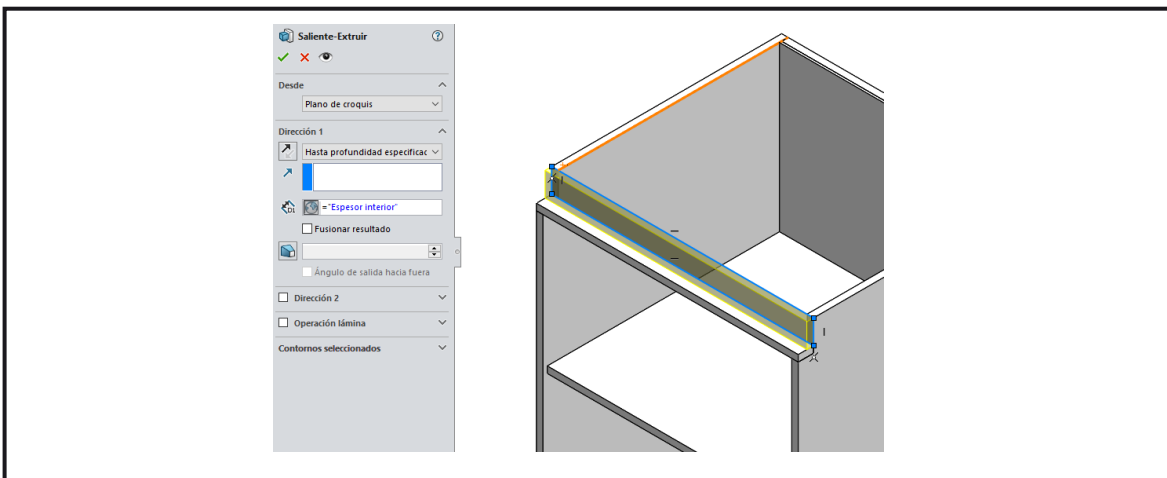 Saliente-Extruir
Desde
Plano de croquis
Dirección 1
Hasta profundidad especificac
D1
="Espesor interior"
Fusionar resultado
Ángulo de salida hacia fuera
Dirección 2
Operación lámina
Contornos seleccionados